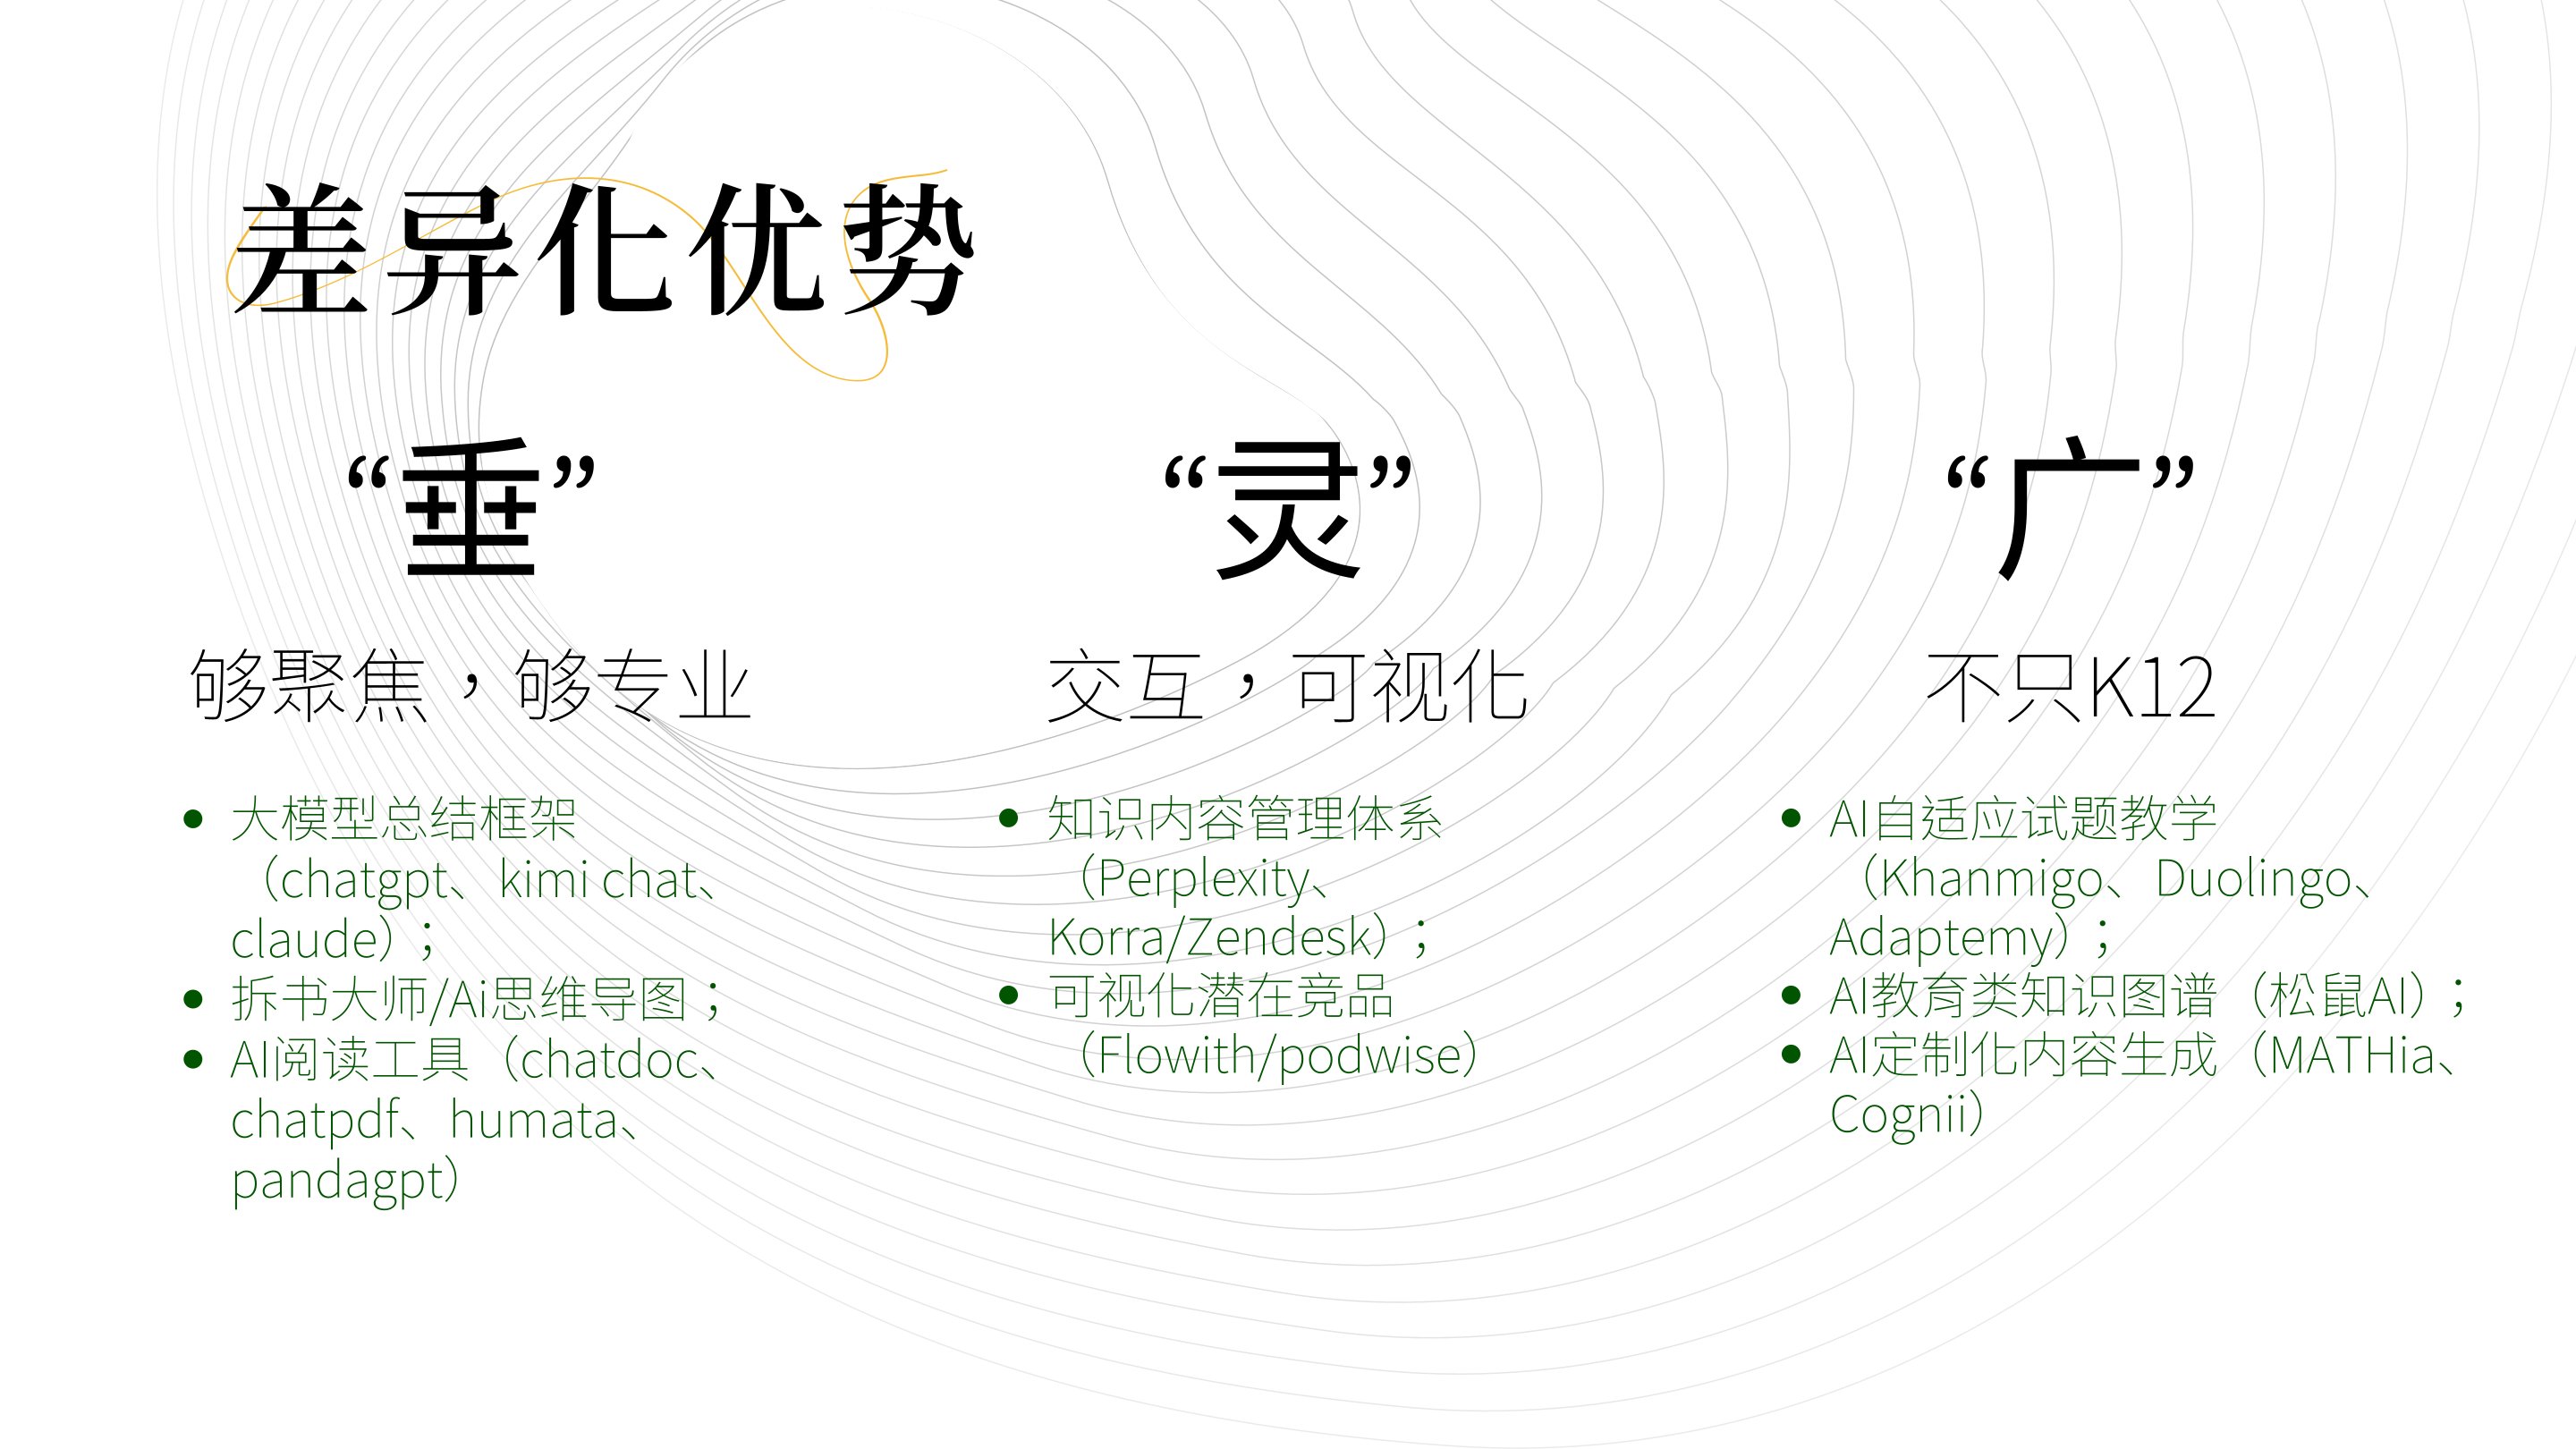 差异化优势
“垂”
够聚焦，够专业
大模型总结框架
（chatgpt、kimi chat、
claude）；
拆书大师/Ai思维导图；
AI阅读工具（chatdoc、
chatpdf、humata、
pandagpt）
“灵”
交互，可视化
知识内容管理体系
（Perplexity、
Korra/Zendesk）；
可视化潜在竞品
（Flowith/podwise）
“广”
不只K12
AI自适应试题教学
（Khanmigo、Duolingo、
Adaptemy）；
AI教育类知识图谱（松鼠AI）；
AI定制化内容生成（MATHia、
Cognii）